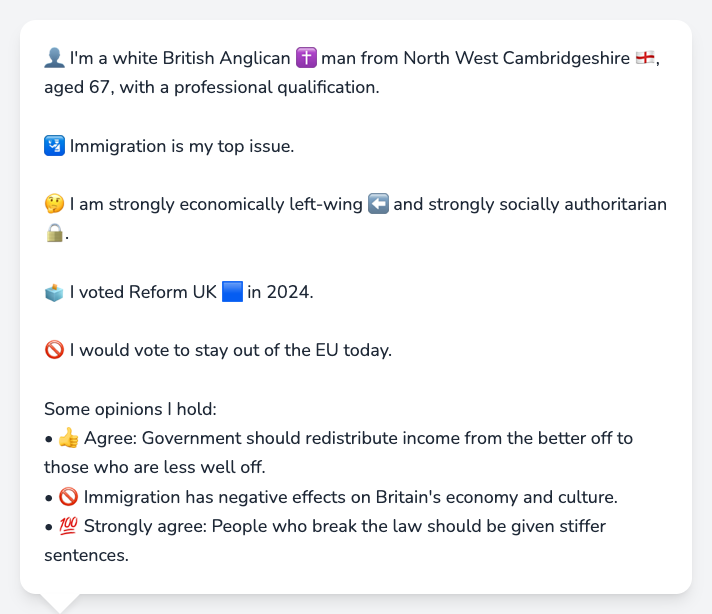 👤 I'm a white British Anglican ✝️ man from North West Cambridgeshire 🏴󠁧󠁢󠁥󠁮󠁧󠁿,
aged 67, with a professional qualification.
🛂 Immigration is my top issue.
🤔 I am strongly economically left-wing ⬅️ and strongly socially authoritarian
🔒.
🗳️ I voted Reform UK 🟦 in 2024.
🚫 I would vote to stay out of the EU today.
Some opinions I hold:
• 👍 Agree: Government should redistribute income from the better off to
those who are less well off.
• 🚫 Immigration has negative effects on Britain's economy and culture.
• 💯 Strongly agree: People who break the law should be given stiffer
sentences.